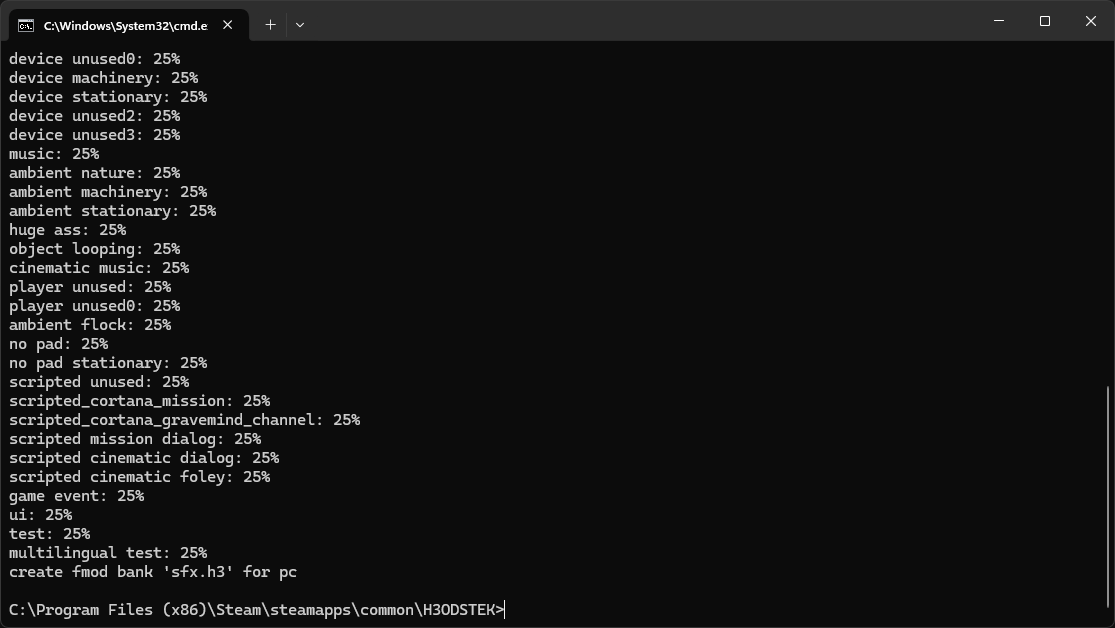 C:\Windows\System32\cmd.e
device unused0: 25%
device machinery: 25%
device stationary: 25%
device unused2: 25%
device unused3: 25%
music: 25%
ambient nature: 25%
ambient machinery: 25%
ambient stationary: 25%
huge ass: 25%
object looping: 25%
cinematic music: 25%
player unused: 25%
player unused0: 25%
ambient flock: 25%
no pad: 25%
no pad stationary: 25%
scripted unused: 25%
scripted_cortana_mission: 25%
scripted_cortana_gravemind_channel: 25%
scripted mission dialog: 25%
scripted cinematic dialog: 25%
scripted cinematic foley: 25%
game event: 25%
ui: 25%
test: 25%
multilingual test: 25%
create fmod bank 'sfx.h3' for pc
C:\Program Files (x86)\Steam\steamapps\common\H3ODSTEK>